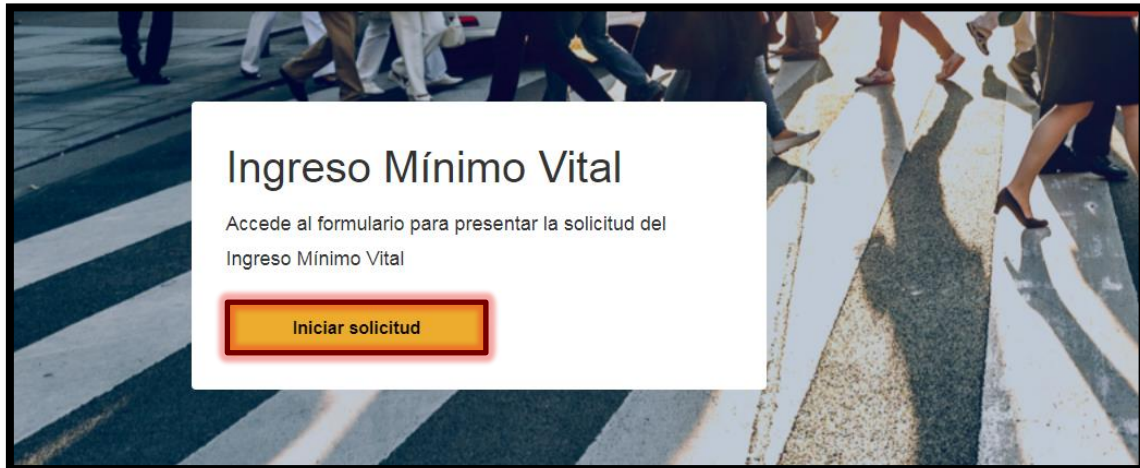 Ingreso Mínimo Vital
Accede al formulario para presentar la solicitud del
Ingreso Mínimo Vital
Iniciar solicitud